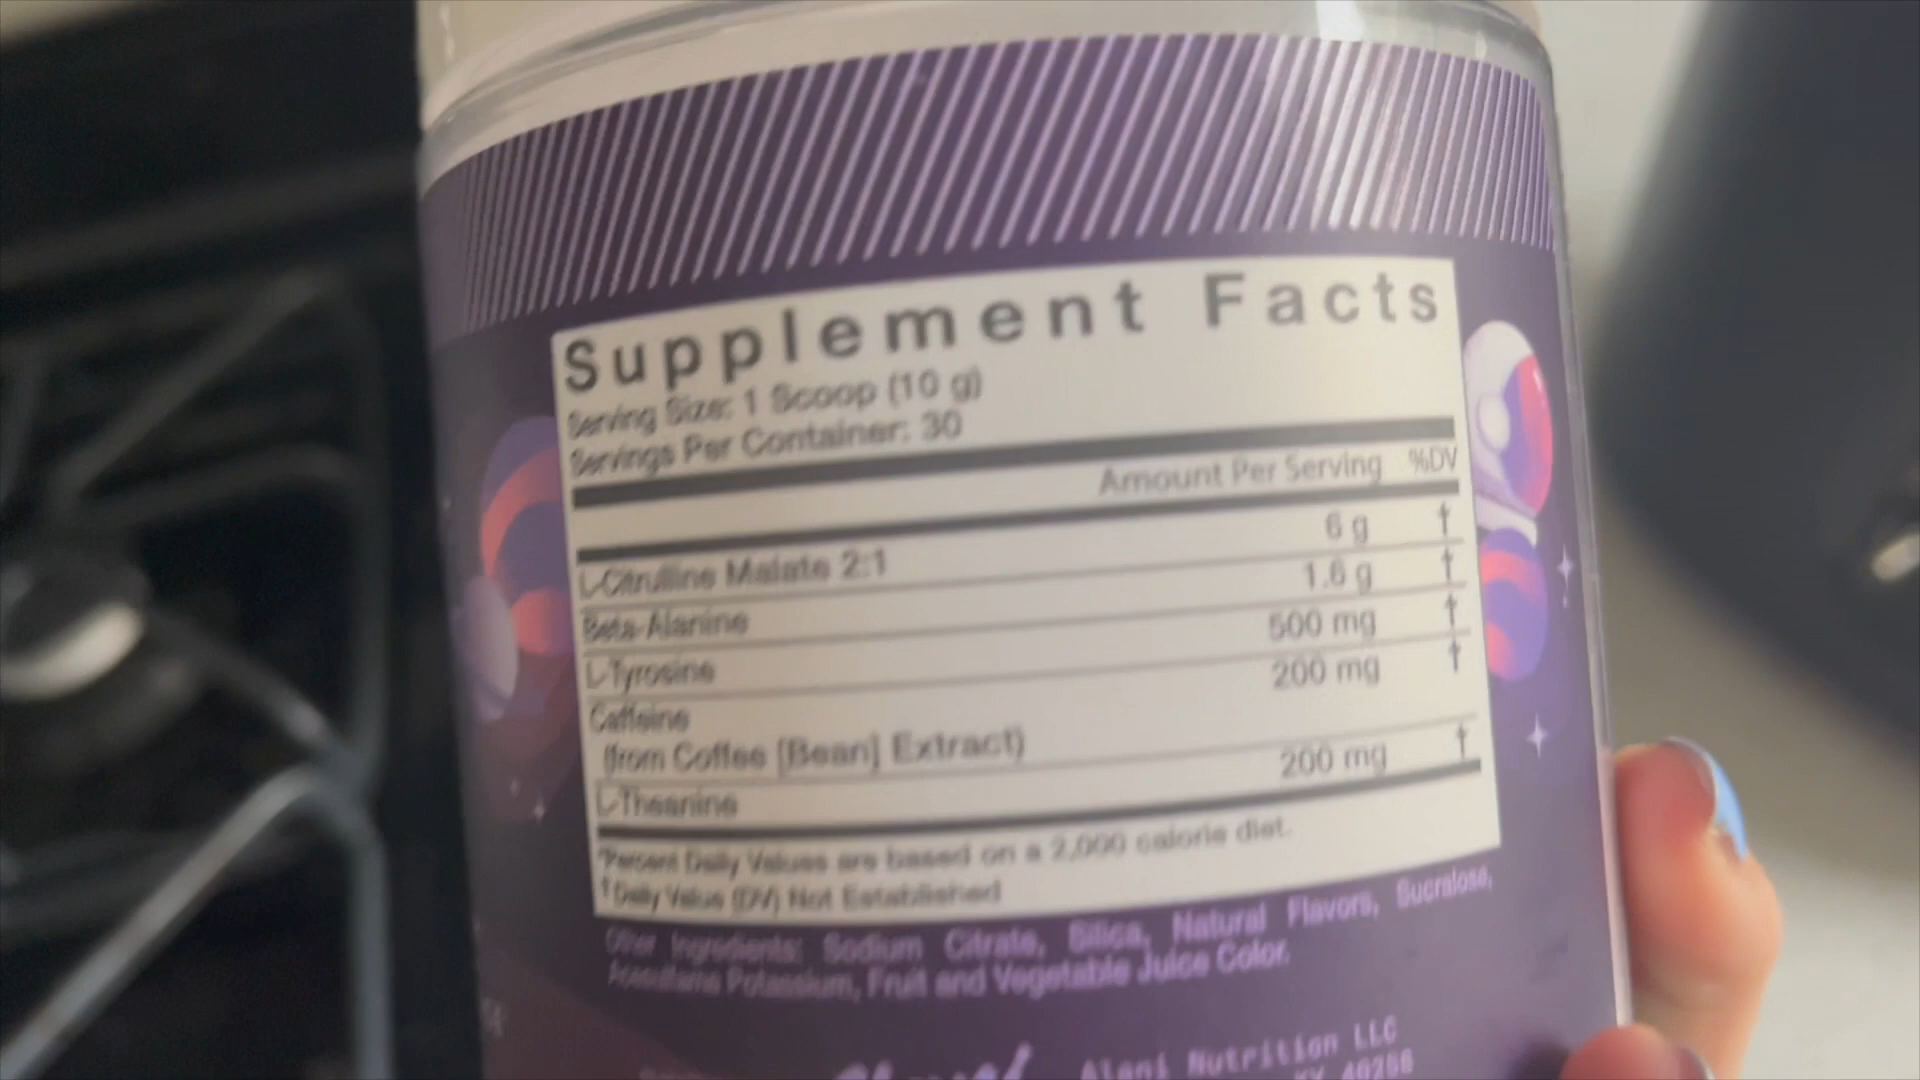 Supplement Facts
Serving Size: 1 Scoop (10 g)
Servings Per Container: 30
Amount Per Serving %DV
L-Citrulline Malate 2:1 6 g †
Beta-Alanine 1.6 g †
L-Tyrosine 500 mg †
Caffeine 200 mg †
(from Coffee [Bean] Extract)
L-Theanine 200 mg †
*Percent Daily Values are based on a 2,000 calorie diet.
† Daily Value (DV) Not Established
Other Ingredients: Sodium Citrate, Silica, Natural Flavors, Sucralose,
Acesulfame Potassium, Fruit and Vegetable Juice Color.
Alani Nutrition LLC
KY 40206